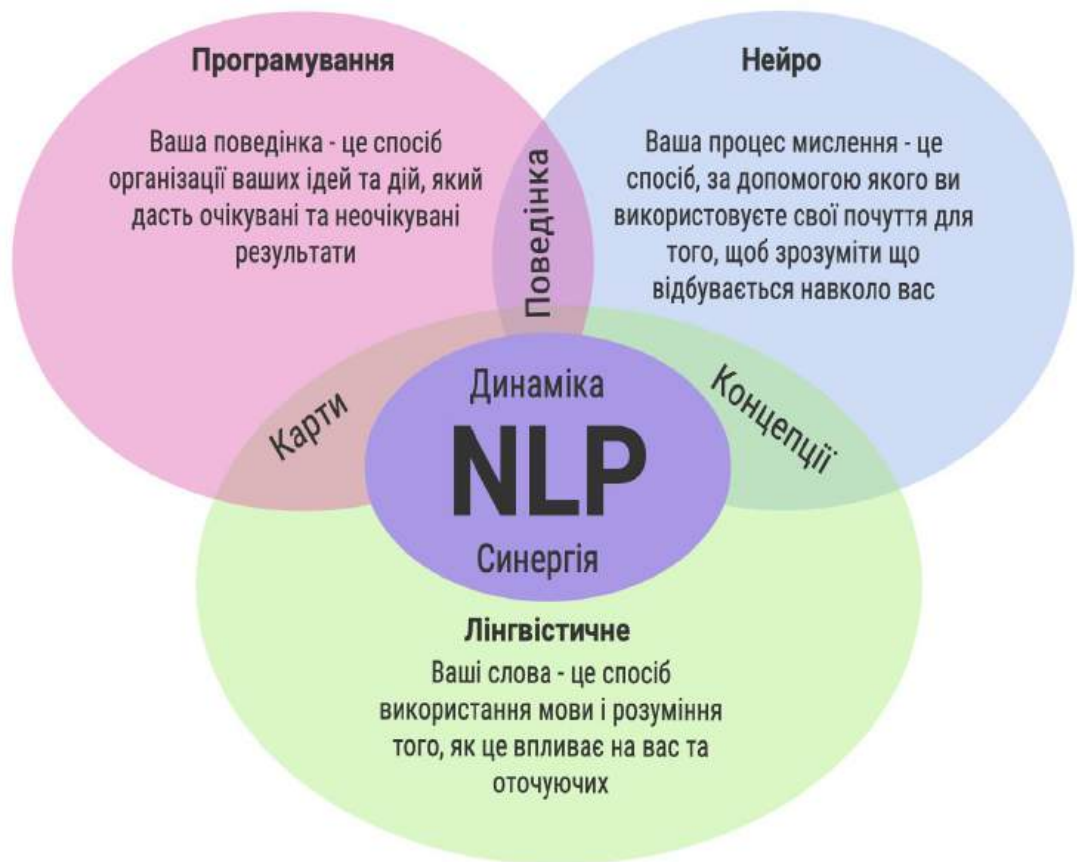 Програмування
Ваша поведінка - це спосіб
організації ваших ідей та дій, який
дасть очікувані та неочікувані
результати
Нейро
Ваша процес мислення - це
спосіб, за допомогою якого ви
використовуєте свої почуття для
того, щоб зрозуміти що
відбувається навколо вас
Поведінка
Карти
Концепції
Динаміка
NLP
Синергія
Лінгвістичне
Ваші слова - це спосіб
використання мови і розуміння
того, як це впливає на вас та
оточуючих